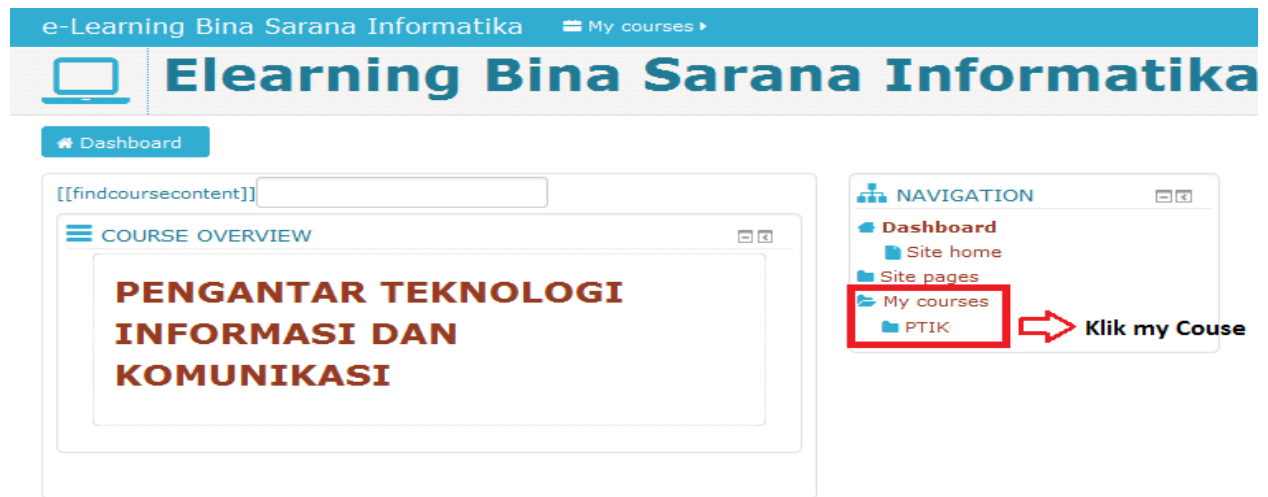 e-Learning Bina Sarana Informatika My courses
Elearning Bina Sarana Informatika
Dashboard
[[findcoursecontent]]
COURSE OVERVIEW
PENGANTAR TEKNOLOGI
INFORMASI DAN
KOMUNIKASI
NAVIGATION
Dashboard
Site home
Site pages
My courses
PTIK
Klik my Couse